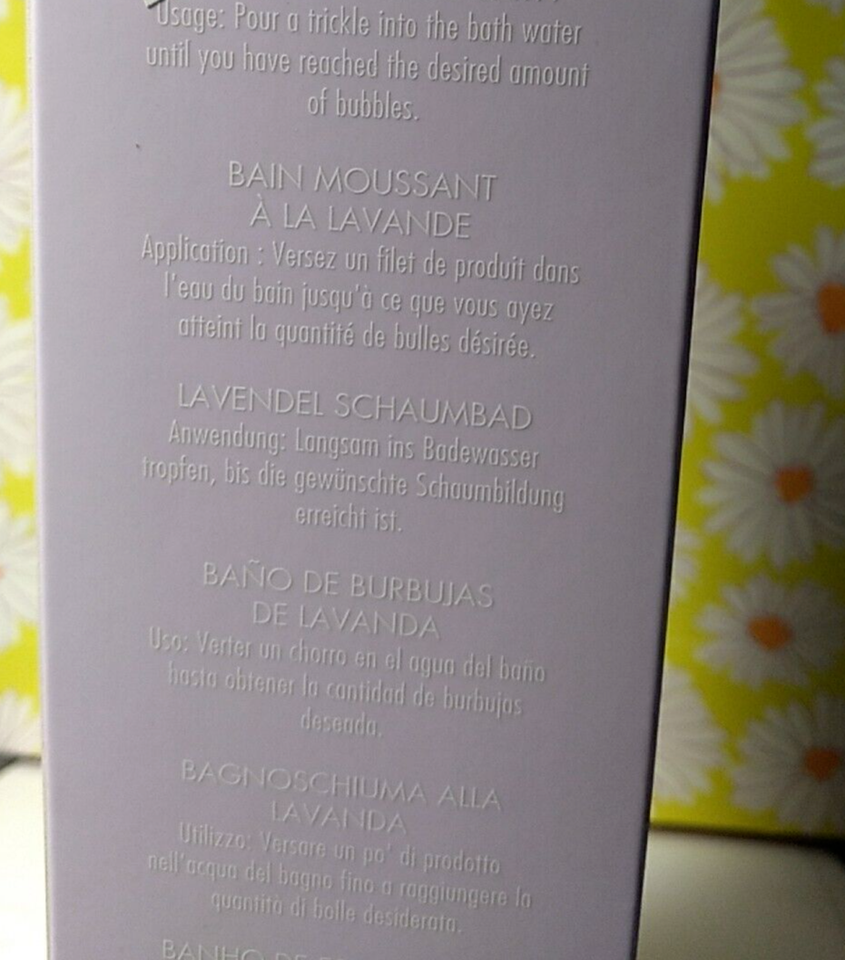 Usage: Pour a trickle into the bath water
until you have reached the desired amount
of bubbles.
BAIN MOUSSANT
À LA LAVANDE
Application : Versez un filet de produit dans
l'eau du bain jusqu'à ce que vous ayez
atteint la quantité de bulles désirée.
LAVENDEL SCHAUMBAD
Anwendung: Langsam ins Badewasser
tropfen, bis die gewünschte Schaumbildung
erreicht ist.
BAÑO DE BURBUJAS
DE LAVANDA
Uso: Verter un chorro en el agua del baño
hasta obtener la cantidad de burbujas
deseada.
BAGNOSCHIUMA ALLA
LAVANDA
Utilizzo: Versare un po' di prodotto
nell'acqua del bagno fino a raggiungere la
quantità di bolle desiderata.
BANHO DE